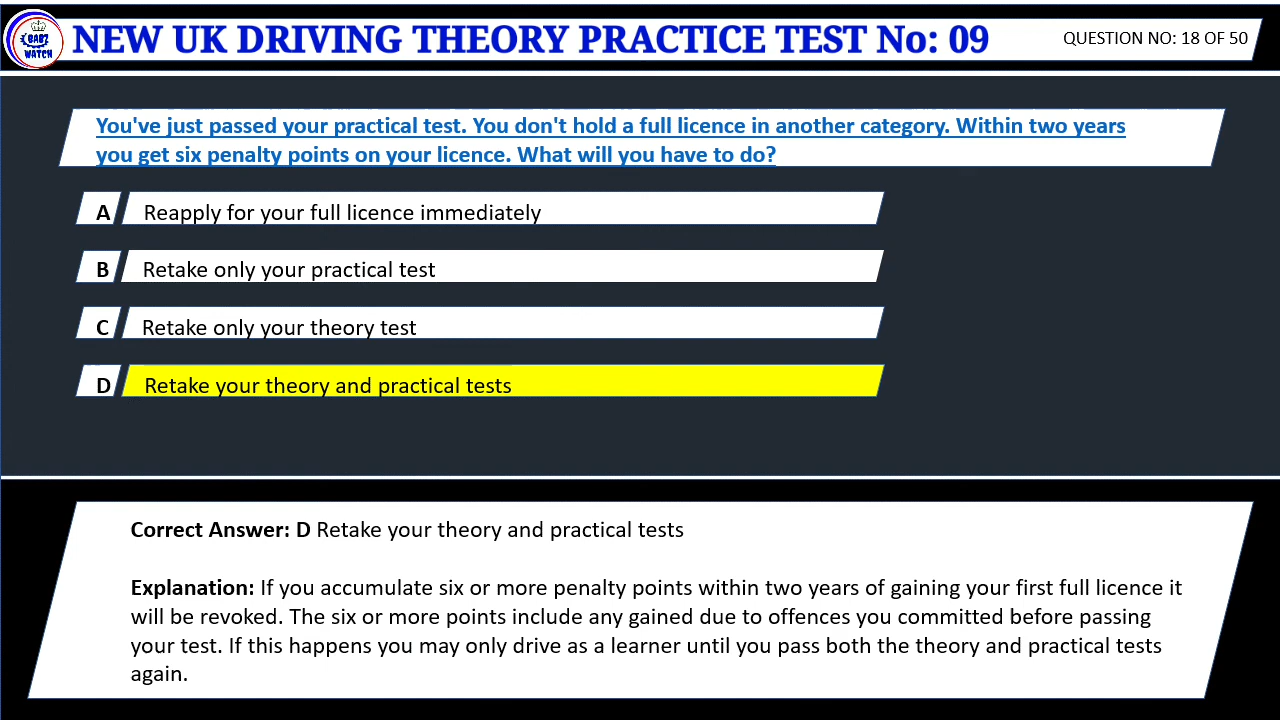 BABZ
WATCH
NEW UK DRIVING THEORY PRACTICE TEST No: 09
QUESTION NO: 18 OF 50
You've just passed your practical test. You don't hold a full licence in another category. Within two years
you get six penalty points on your licence. What will you have to do?
A Reapply for your full licence immediately
B Retake only your practical test
C Retake only your theory test
D Retake your theory and practical tests
Correct Answer: D Retake your theory and practical tests
Explanation: If you accumulate six or more penalty points within two years of gaining your first full licence it
will be revoked. The six or more points include any gained due to offences you committed before passing
your test. If this happens you may only drive as a learner until you pass both the theory and practical tests
again.